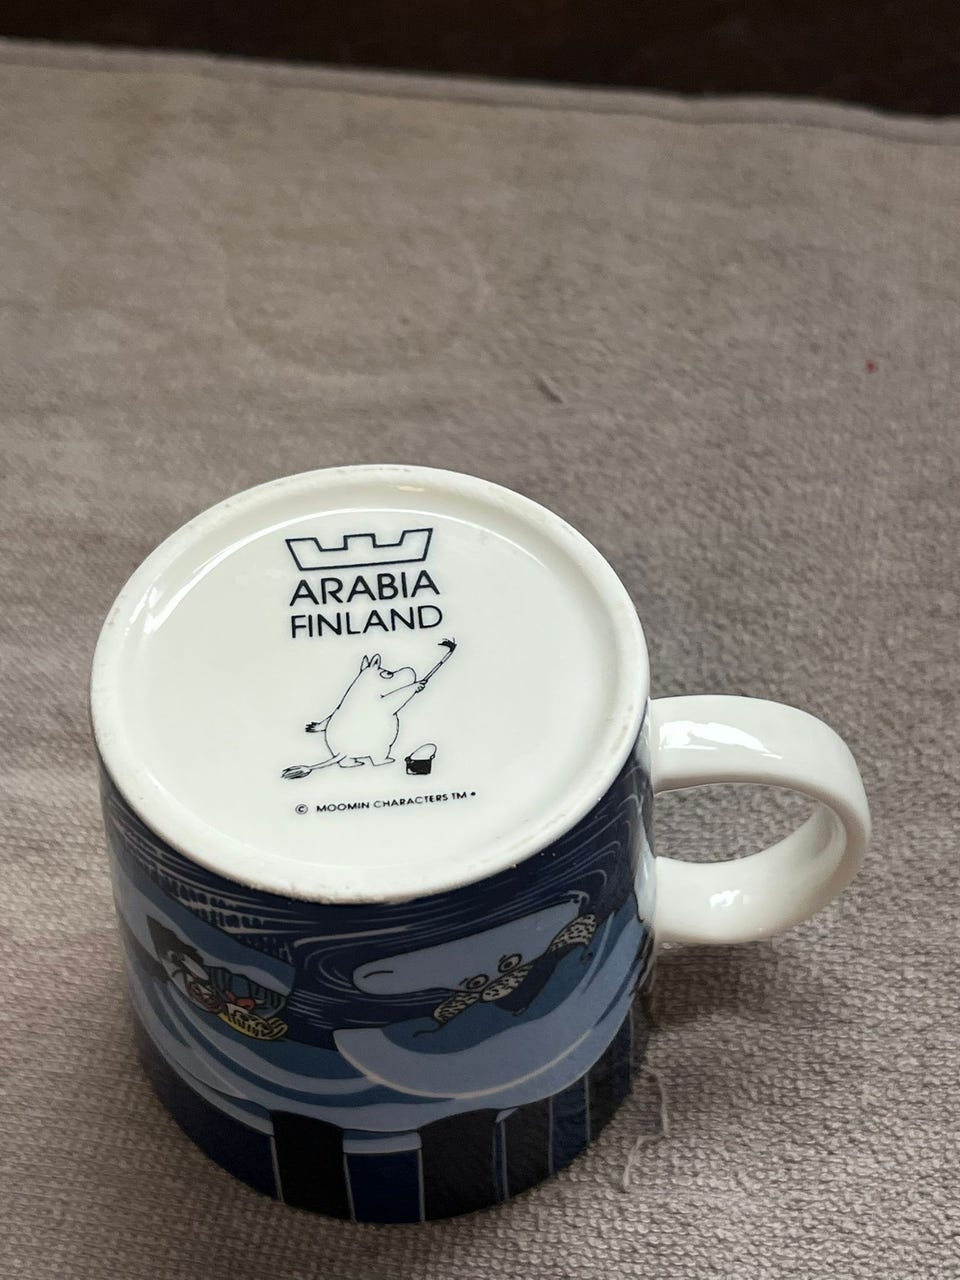 ARABIA
FINLAND
© MOOMIN CHARACTERS TM •